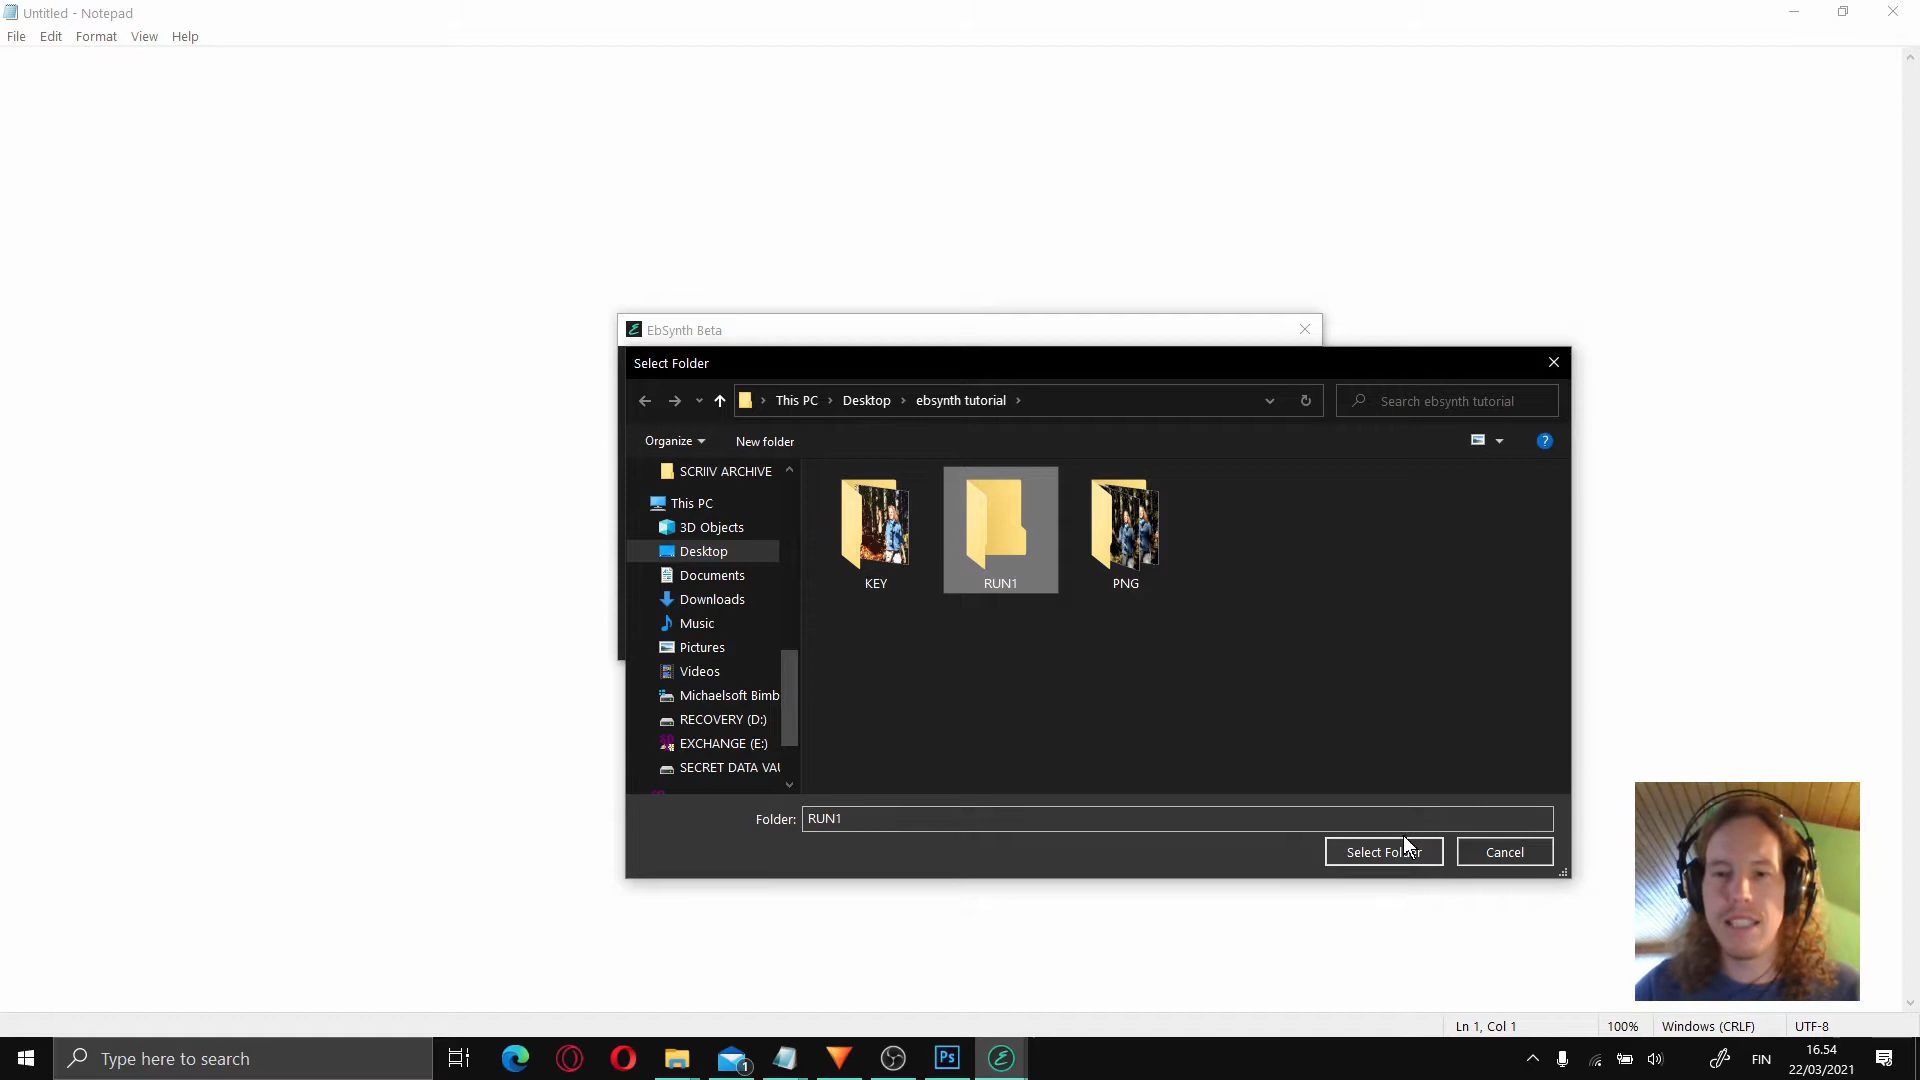 Untitled - Notepad
File Edit Format View Help
EbSynth Beta
Select Folder
This PC Desktop ebsynth tutorial
Search ebsynth tutorial
Organize New folder
SCRIIV ARCHIVE
This PC
3D Objects
Desktop
Documents
Downloads
Music
Pictures
Videos
Michaelsoft Bimb
RECOVERY (D:)
EXCHANGE (E:)
SECRET DATA VAU
KEY RUN1 PNG
Folder: RUN1
Select Folder Cancel
Ln 1, Col 1 100% Windows (CRLF) UTF-8
Type here to search
1
Ps
FIN
16.54
22/03/2021